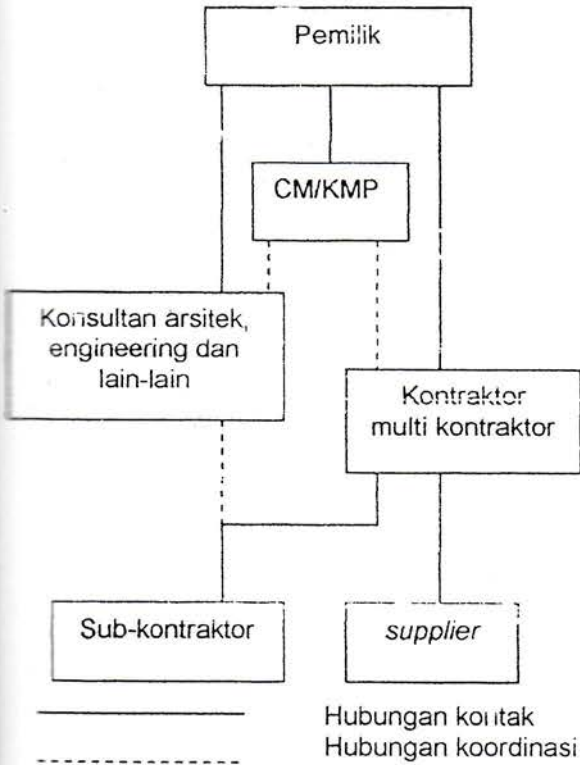 Pemilik
CM/KMP
Konsultan arsitek,
engineering dan
lain-lain
Kontraktor
multi kontraktor
Sub-kontraktor
supplier
Hubungan kontak
Hubungan koordinasi